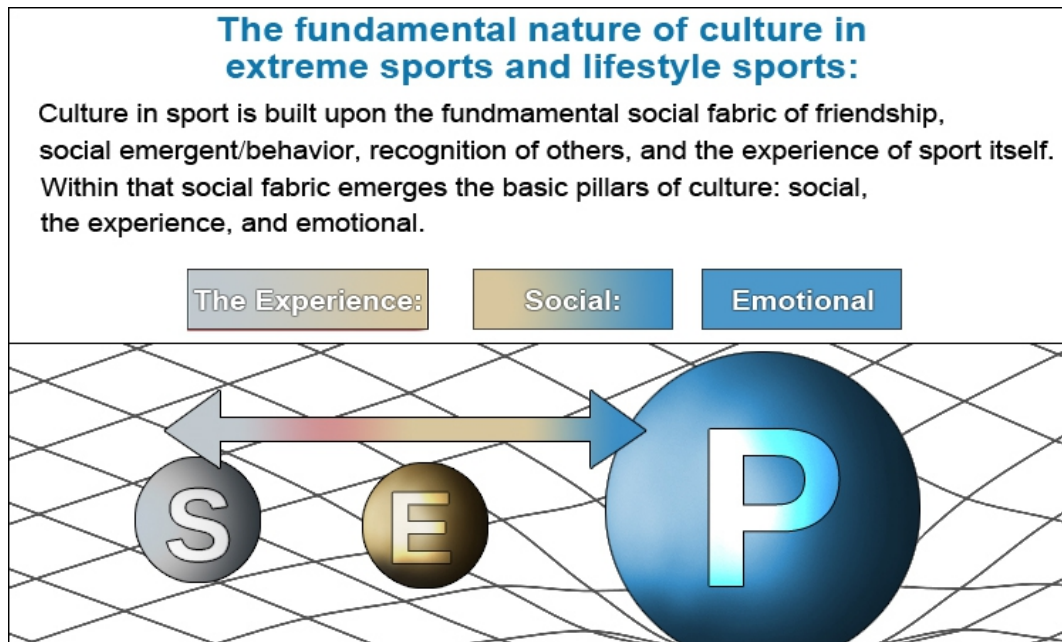 The fundamental nature of culture in
extreme sports and lifestyle sports:
Culture in sport is built upon the fundmamental social fabric of friendship,
social emergent/behavior, recognition of others, and the experience of sport itself.
Within that social fabric emerges the basic pillars of culture: social,
the experience, and emotional.
The Experience: Social: Emotional
S E P